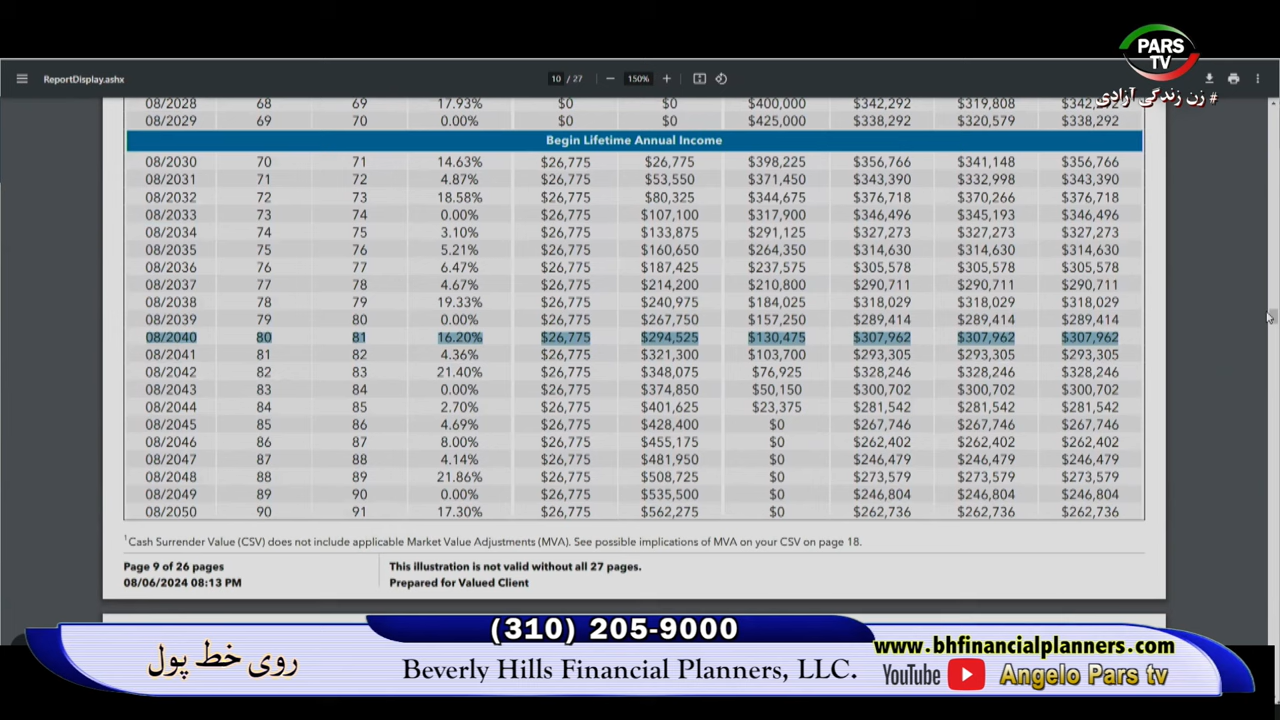 PARS
TV
# زن زندگی آزادی
ReportDisplay.ashx 10 / 27 150%
08/2028 68 69 17.93% $0 $0 $400,000 $342,292 $319,808
08/2029 69 70 0.00% $0 $0 $425,000 $338,292 $320,579 $338,292
Begin Lifetime Annual Income
08/2030 70 71 14.63% $26,775 $26,775 $398,225 $356,766 $341,148 $356,766
08/2031 71 72 4.87% $26,775 $53,550 $371,450 $343,390 $332,998 $343,390
08/2032 72 73 18.58% $26,775 $80,325 $344,675 $376,718 $370,266 $376,718
08/2033 73 74 0.00% $26,775 $107,100 $317,900 $346,496 $345,193 $346,496
08/2034 74 75 3.10% $26,775 $133,875 $291,125 $327,273 $327,273 $327,273
08/2035 75 76 5.21% $26,775 $160,650 $264,350 $314,630 $314,630 $314,630
08/2036 76 77 6.47% $26,775 $187,425 $237,575 $305,578 $305,578 $305,578
08/2037 77 78 4.67% $26,775 $214,200 $210,800 $290,711 $290,711 $290,711
08/2038 78 79 19.33% $26,775 $240,975 $184,025 $318,029 $318,029 $318,029
08/2039 79 80 0.00% $26,775 $267,750 $157,250 $289,414 $289,414 $289,414
08/2040 80 81 16.20% $26,775 $294,525 $130,475 $307,962 $307,962 $307,962
08/2041 81 82 4.36% $26,775 $321,300 $103,700 $293,305 $293,305 $293,305
08/2042 82 83 21.40% $26,775 $348,075 $76,925 $328,246 $328,246 $328,246
08/2043 83 84 0.00% $26,775 $374,850 $50,150 $300,702 $300,702 $300,702
08/2044 84 85 2.70% $26,775 $401,625 $23,375 $281,542 $281,542 $281,542
08/2045 85 86 4.69% $26,775 $428,400 $0 $267,746 $267,746 $267,746
08/2046 86 87 8.00% $26,775 $455,175 $0 $262,402 $262,402 $262,402
08/2047 87 88 4.14% $26,775 $481,950 $0 $246,479 $246,479 $246,479
08/2048 88 89 21.86% $26,775 $508,725 $0 $273,579 $273,579 $273,579
08/2049 89 90 0.00% $26,775 $535,500 $0 $246,804 $246,804 $246,804
08/2050 90 91 17.30% $26,775 $562,275 $0 $262,736 $262,736 $262,736
1Cash Surrender Value (CSV) does not include applicable Market Value Adjustments (MVA). See possible implications of MVA on your CSV on page 18.
Page 9 of 26 pages This illustration is not valid without all 27 pages.
08/06/2024 08:13 PM Prepared for Valued Client
(310) 205-9000
روی خط پول
Beverly Hills Financial Planners, LLC.
www.bhfinancialplanners.com
YouTube Angelo Pars tv